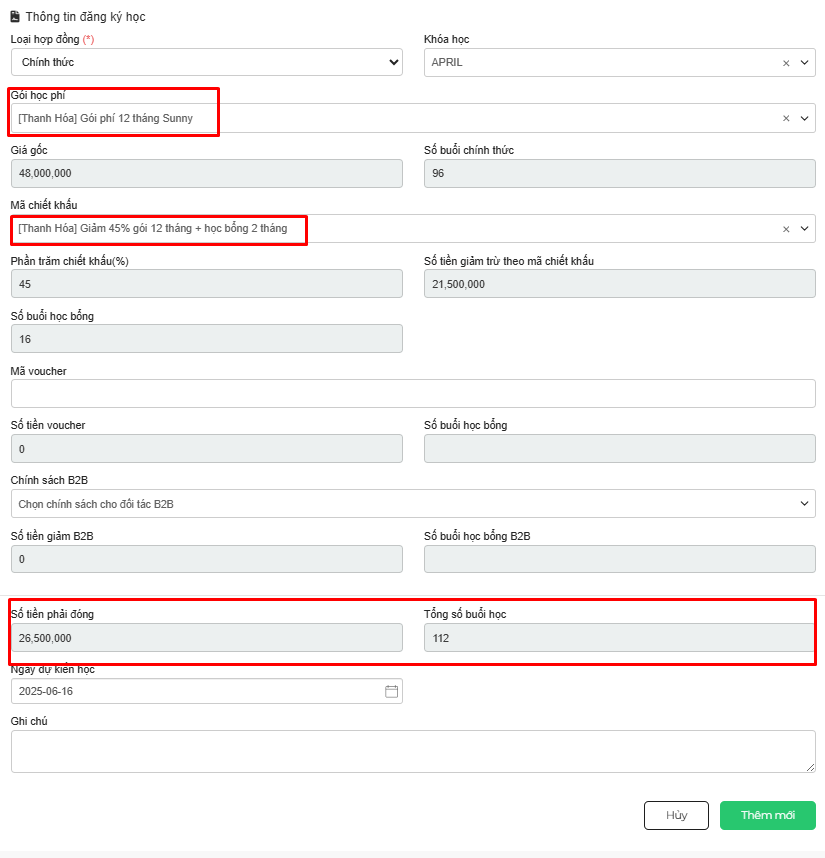 Thông tin đăng ký học
Loại hợp đồng (*)
Khóa học
Chính thức
APRIL
Gói học phí
[Thanh Hóa] Gói phí 12 tháng Sunny
Giá gốc
Số buổi chính thức
48,000,000
96
Mã chiết khấu
[Thanh Hóa] Giảm 45% gói 12 tháng + học bổng 2 tháng
Phần trăm chiết khấu(%)
Số tiền giảm trừ theo mã chiết khấu
45
21,500,000
Số buổi học bổng
16
Mã voucher
Số tiền voucher
Số buổi học bổng
0
Chính sách B2B
Chọn chính sách cho đối tác B2B
Số tiền giảm B2B
Số buổi học bổng B2B
0
Số tiền phải đóng
Tổng số buổi học
26,500,000
112
Ngày dự kiến học
2025-06-16
Ghi chú
Hủy
Thêm mới